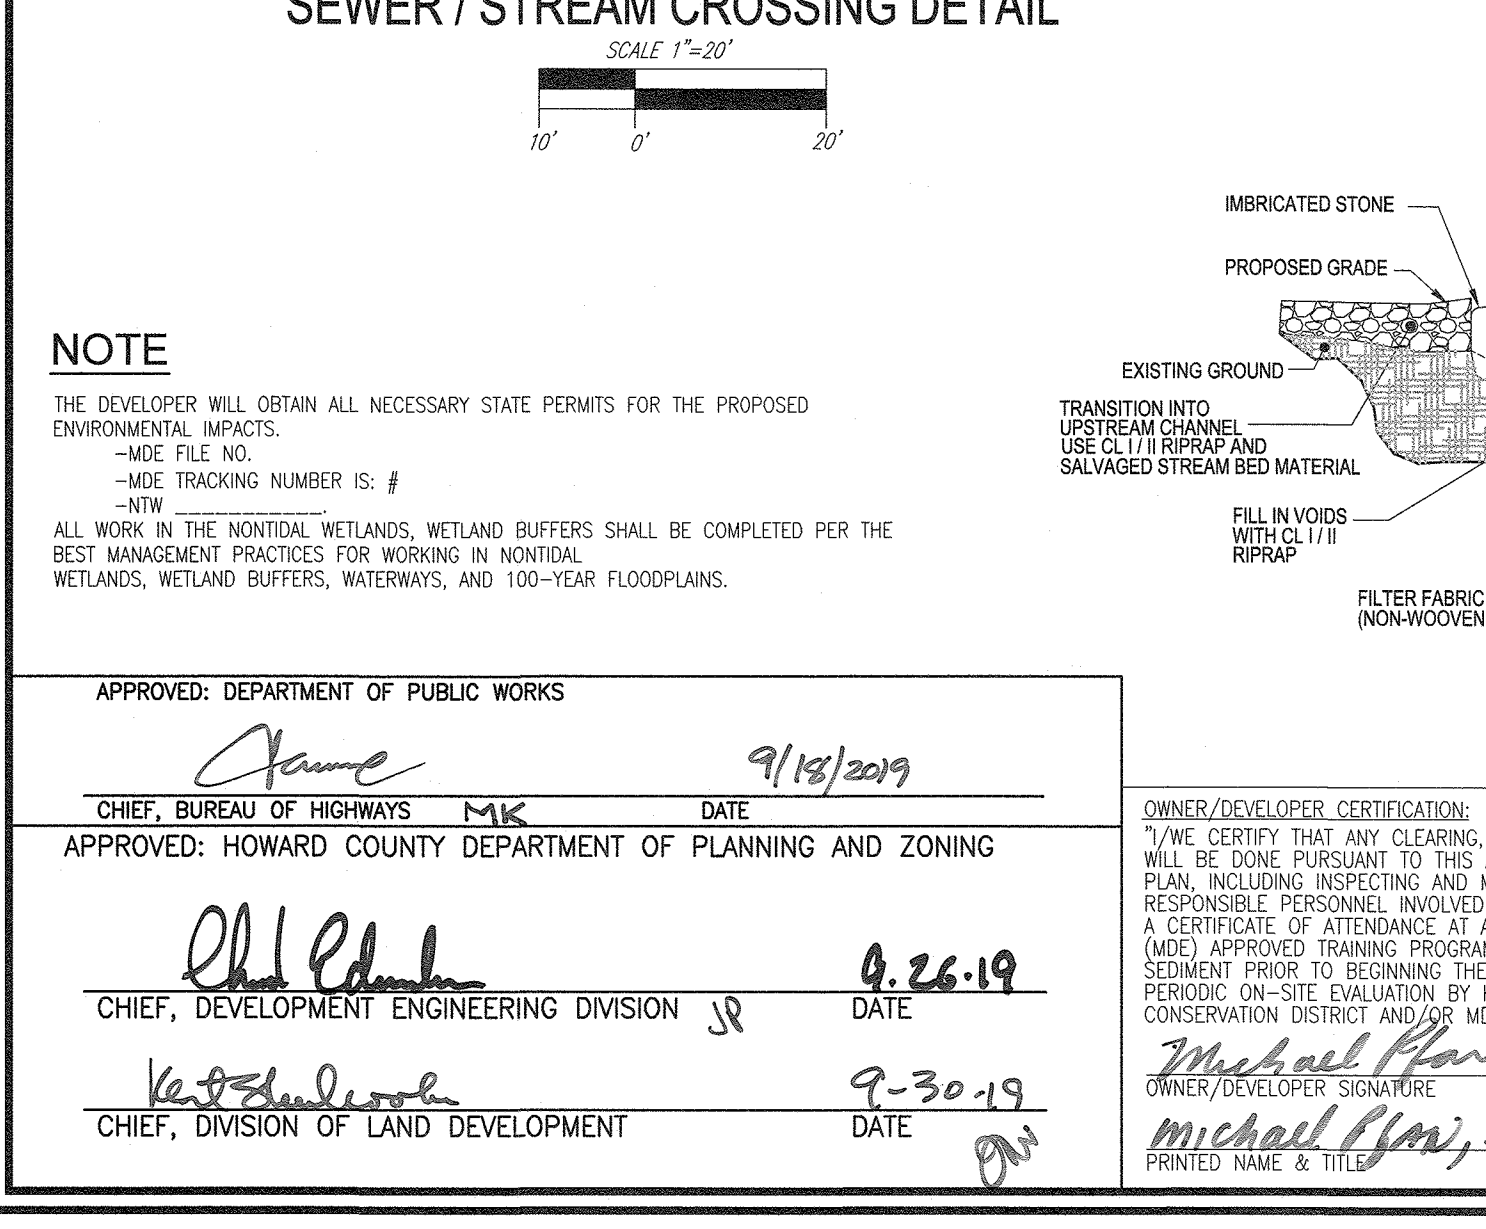 SEWER / STREAM CROSSING DETAIL
SCALE 1"=20'
10' 0' 20'
IMBRICATED STONE
PROPOSED GRADE
EXISTING GROUND
TRANSITION INTO
UPSTREAM CHANNEL
USE CL I / II RIPRAP AND
SALVAGED STREAM BED MATERIAL
FILL IN VOIDS
WITH CL I / II
RIPRAP
FILTER FABRIC
(NON-WOOVEN
NOTE
THE DEVELOPER WILL OBTAIN ALL NECESSARY STATE PERMITS FOR THE PROPOSED
ENVIRONMENTAL IMPACTS.
-MDE FILE NO.
-MDE TRACKING NUMBER IS: #
-NTW ____________.
ALL WORK IN THE NONTIDAL WETLANDS, WETLAND BUFFERS SHALL BE COMPLETED PER THE
BEST MANAGEMENT PRACTICES FOR WORKING IN NONTIDAL
WETLANDS, WETLAND BUFFERS, WATERWAYS, AND 100-YEAR FLOODPLAINS.
APPROVED: DEPARTMENT OF PUBLIC WORKS
9/18/2019
CHIEF, BUREAU OF HIGHWAYS MK DATE
APPROVED: HOWARD COUNTY DEPARTMENT OF PLANNING AND ZONING
Chad 9.26.19
CHIEF, DEVELOPMENT ENGINEERING DIVISION JP DATE
Kent 9-30-19
CHIEF, DIVISION OF LAND DEVELOPMENT DATE
OWNER/DEVELOPER CERTIFICATION:
"I/WE CERTIFY THAT ANY CLEARING,
WILL BE DONE PURSUANT TO THIS
PLAN, INCLUDING INSPECTING AND
RESPONSIBLE PERSONNEL INVOLVED
A CERTIFICATE OF ATTENDANCE AT
(MDE) APPROVED TRAINING
SEDIMENT PRIOR TO BEGINNING THE
PERIODIC ON-SITE EVALUATION BY
CONSERVATION DISTRICT AND/OR
Michael
OWNER/DEVELOPER SIGNATURE
Michael
PRINTED NAME & TITLE